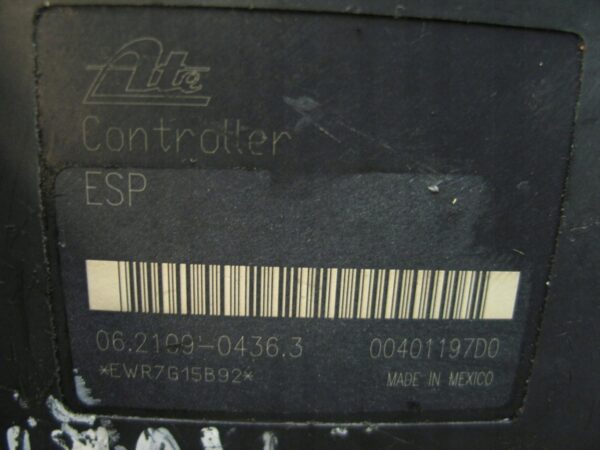 Ate
Controller
ESP
06.2109-0436.3 00401197D0
*EWR7G15B92* MADE IN MEXICO